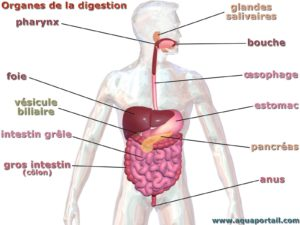 Organes de la digestion
glandes
salivaires
pharynx
bouche
foie
œsophage
vésicule
biliaire
estomac
intestin grêle
pancréas
gros intestin
(côlon)
anus
www.aquaportail.com